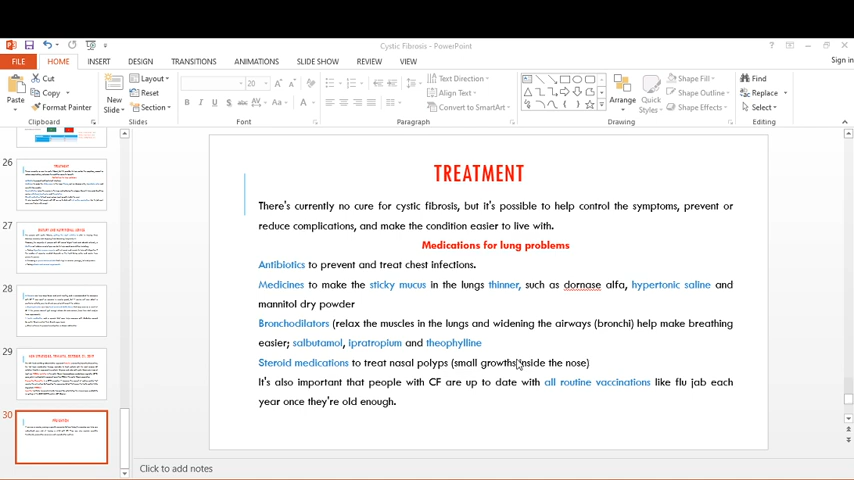 Cystic Fibrosis - PowerPoint
FILE HOME INSERT DESIGN TRANSITIONS ANIMATIONS SLIDE SHOW REVIEW VIEW Sign in
Paste
Cut
Copy
Format Painter
Clipboard
New
Slide
Layout
Reset
Section
Slides
20
Font
Text Direction
Align Text
Convert to SmartArt
Paragraph
Arrange
Quick
Styles
Shape Fill
Shape Outline
Shape Effects
Drawing
Find
Replace
Select
Editing
26
27
28
29
30
TREATMENT
There's currently no cure for cystic fibrosis, but it's possible to help control the symptoms, prevent or
reduce complications, and make the condition easier to live with.
Medications for lung problems
Antibiotics to prevent and treat chest infections.
Medicines to make the sticky mucus in the lungs thinner, such as dornase alfa, hypertonic saline and
mannitol dry powder
Bronchodilators (relax the muscles in the lungs and widening the airways (bronchi) help make breathing
easier; salbutamol, ipratropium and theophylline
Steroid medications to treat nasal polyps (small growths inside the nose)
It's also important that people with CF are up to date with all routine vaccinations like flu jab each
year once they're old enough.
Click to add notes